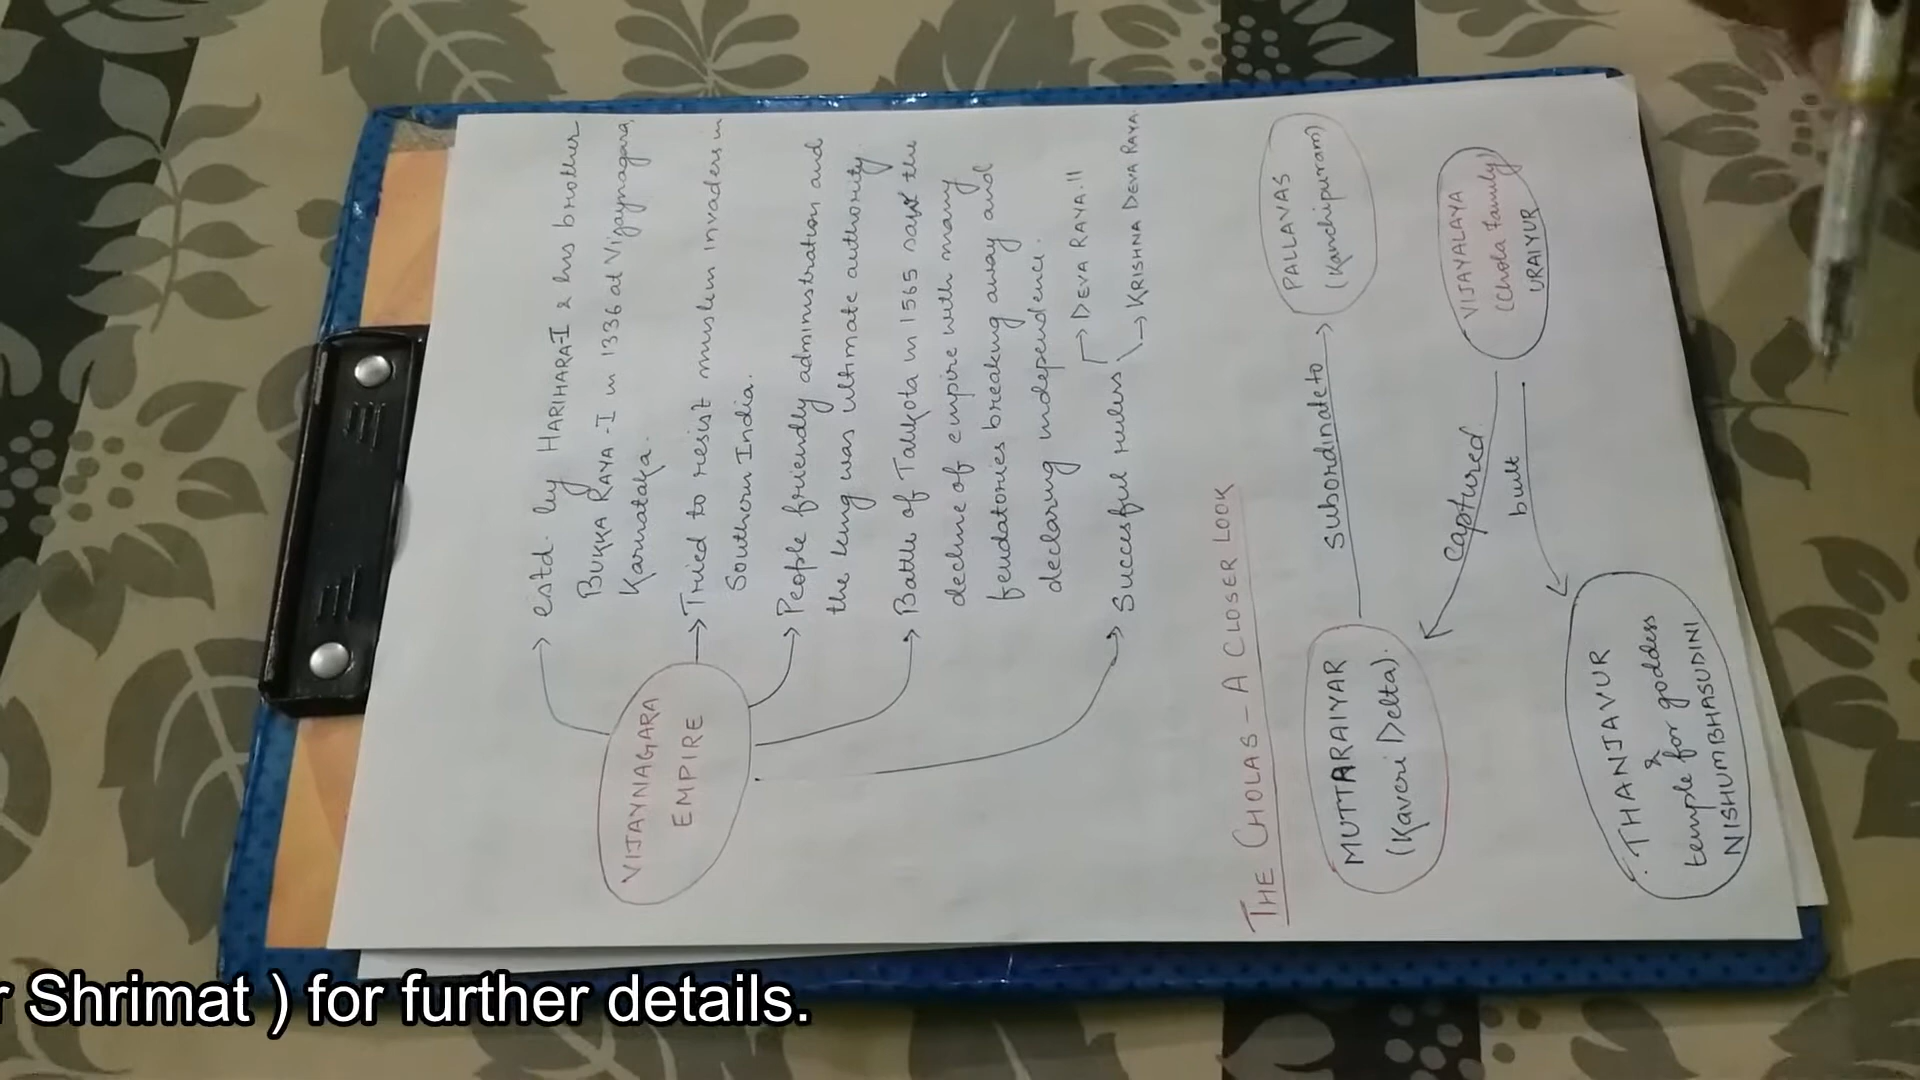 VIJAYNAGARA
EMPIRE
→ estd. by HARIHARA-I & his brother
BUKKA RAYA-I in 1336 at Vijaynagara,
Karnataka.
→ Tried to resist muslim invaders in
Southern India.
→ People friendly administration and
the king was ultimate authority.
→ Battle of Talikota in 1565 saw the
decline of empire with many
feudatories breaking away and
declaring independence.
→ Successful rulers
→ DEVA RAYA.II
→ KRISHNA DEVA RAYA.
THE CHOLAS - A CLOSER LOOK
MUTTARAIYAR
(Kaveri Delta).
subordinate to
PALLAVAS
(Kanchipuram)
captured
VIJAYALAYA
(Chola family)
URAIYUR
built
THANJAVUR
&
temple for goddess
NISHUMBHASUDINI
r Shrimat ) for further details.